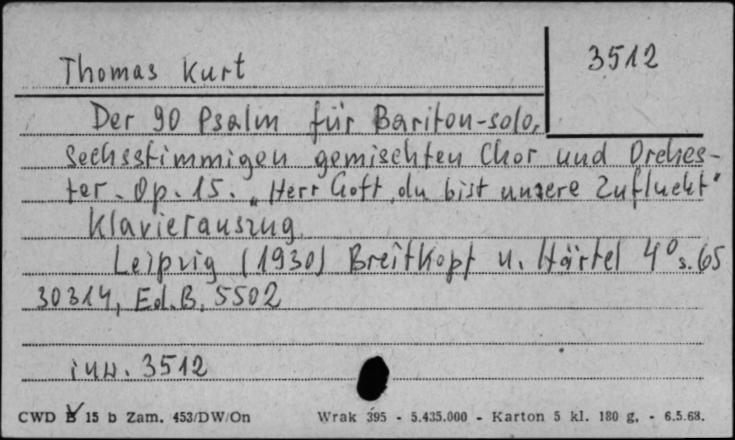 3512
Thomas Kurt
Der 90 Psalm für Bariton-solo,
sechsstimmigen gemischten Chor und Orches-
ter. Op. 15. „Herr Gott, du bist unsere Zuflucht"
Klavierauszug
Leipzig (1930) Breitkopf u. Härtel 4° s. 65
30314, Ed. B. 5502
inw. 3512
CWD B 15 b Zam. 453/DW/On Wrak 395 - 5.435.000 - Karton 5 kl. 180 g. - 6.5.68.